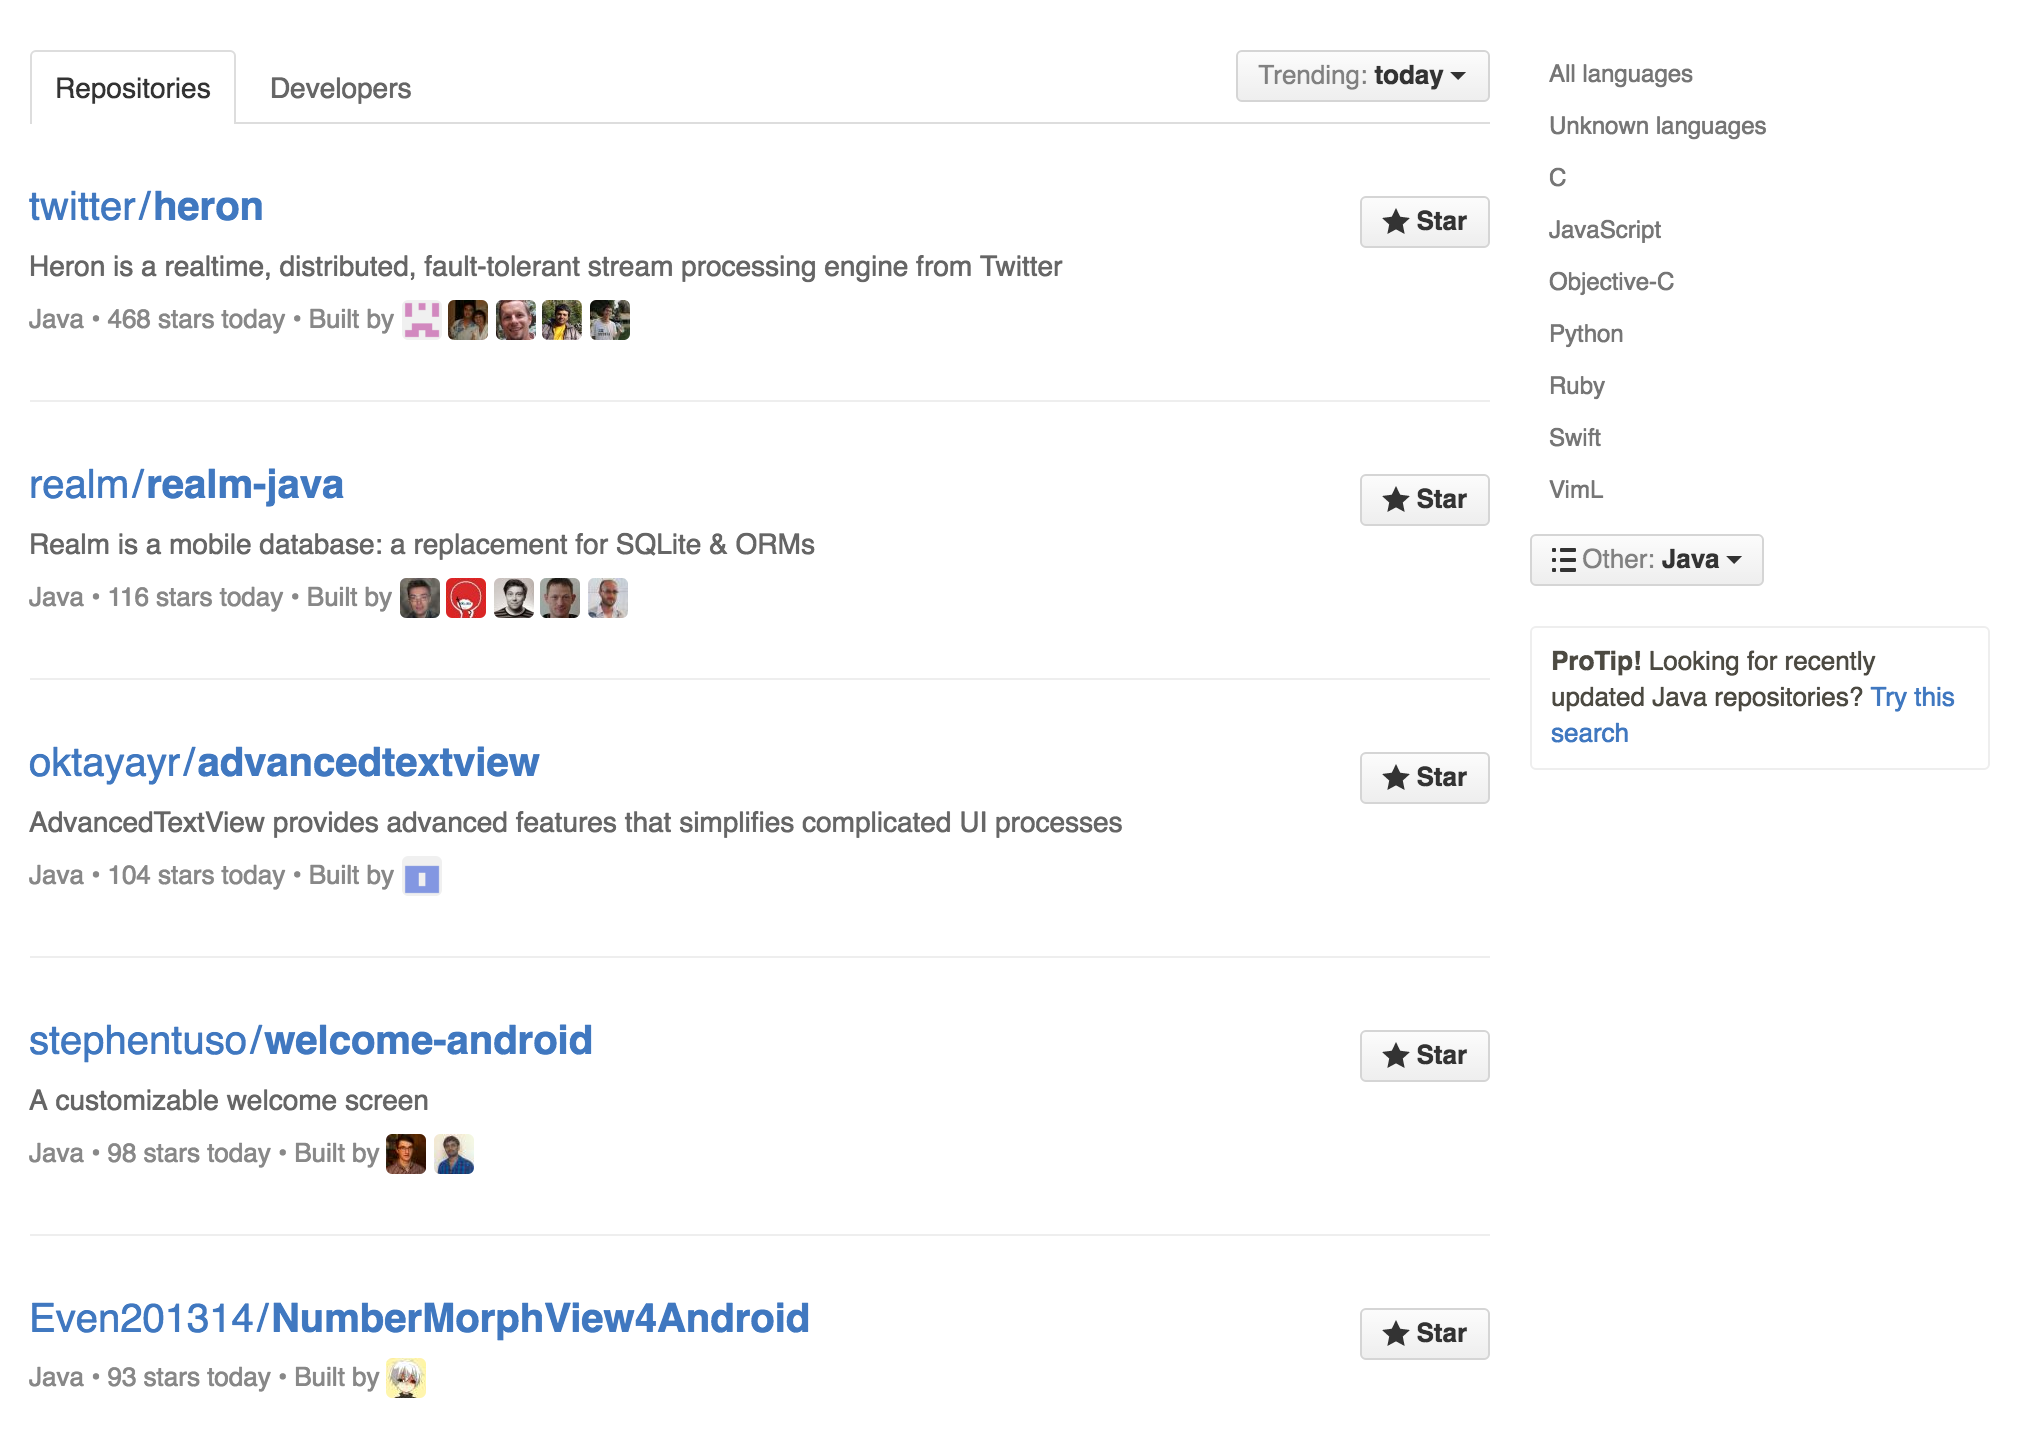 Repositories
Developers
Trending: today
twitter/heron
Star
Heron is a realtime, distributed, fault-tolerant stream processing engine from Twitter
Java • 468 stars today • Built by
realm/realm-java
Star
Realm is a mobile database: a replacement for SQLite & ORMs
Java • 116 stars today • Built by
oktayayr/advancedtextview
Star
AdvancedTextView provides advanced features that simplifies complicated UI processes
Java • 104 stars today • Built by
stephentuso/welcome-android
Star
A customizable welcome screen
Java • 98 stars today • Built by
Even201314/NumberMorphView4Android
Star
Java • 93 stars today • Built by
All languages
Unknown languages
C
JavaScript
Objective-C
Python
Ruby
Swift
VimL
Other: Java
ProTip! Looking for recently
updated Java repositories? Try this
search